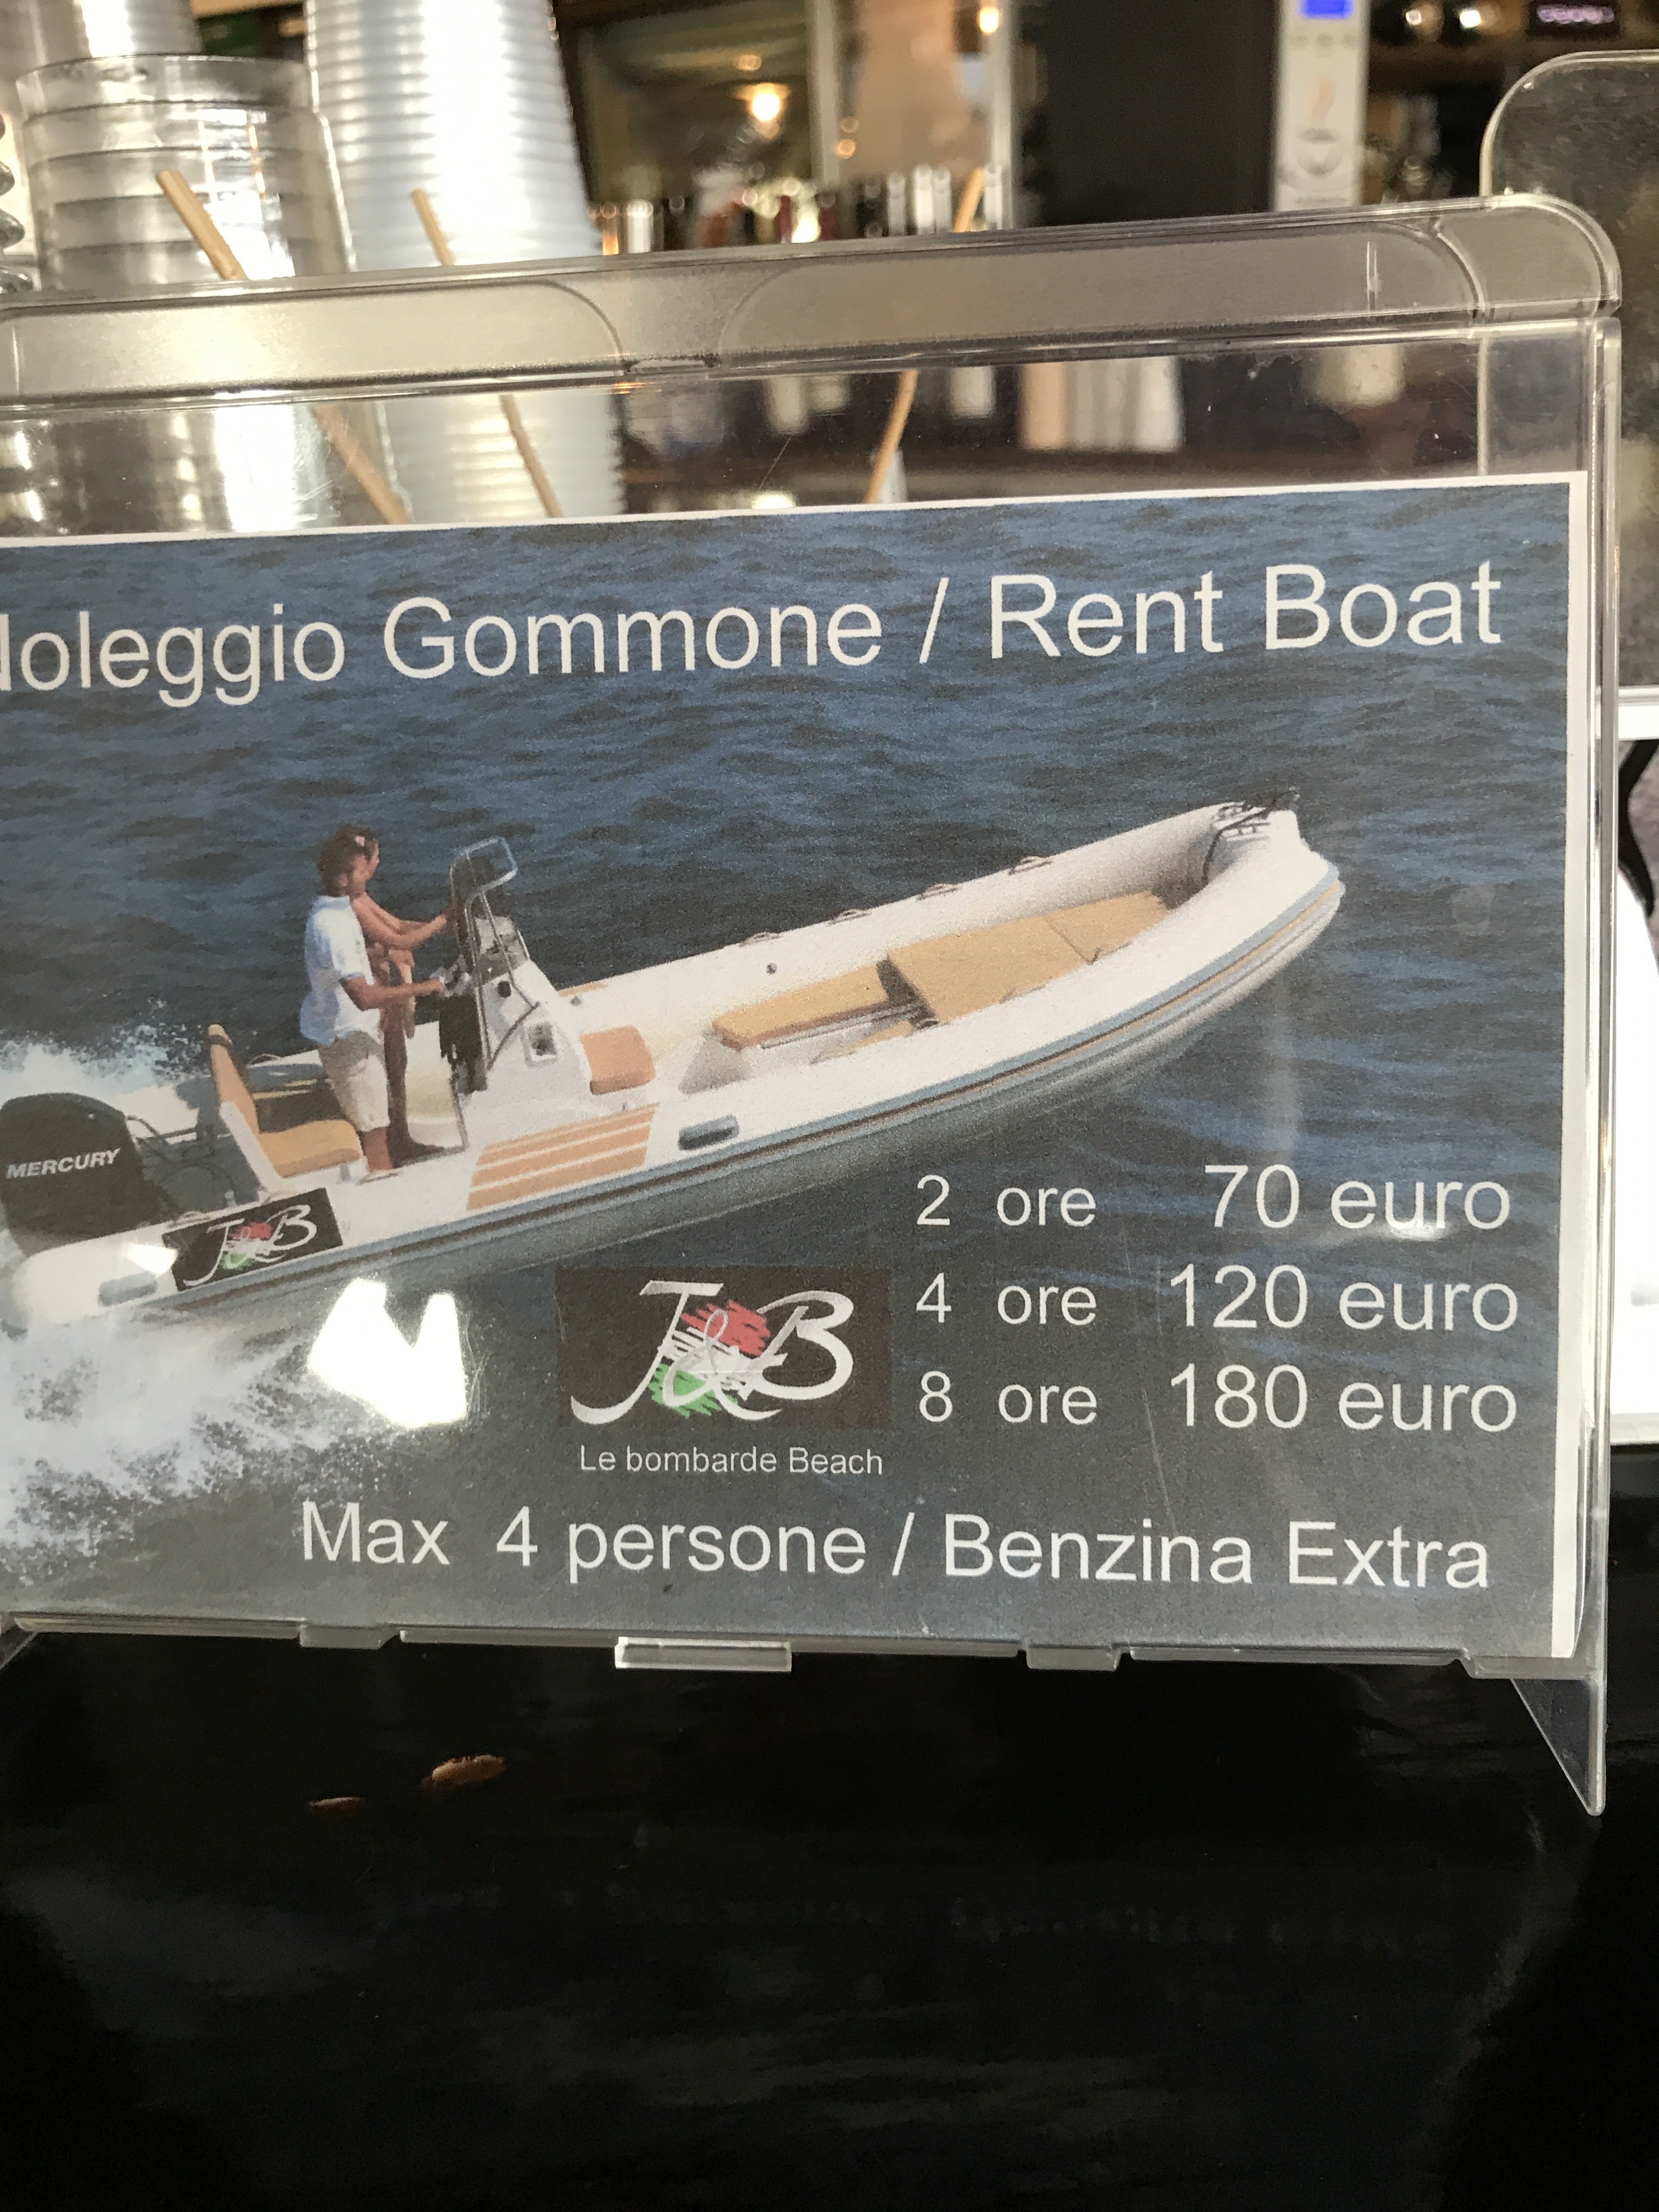 Noleggio Gommone / Rent Boat
MERCURY
J&B
2 ore 70 euro
4 ore 120 euro
8 ore 180 euro
J&B
Le bombarde Beach
Max 4 persone / Benzina Extra